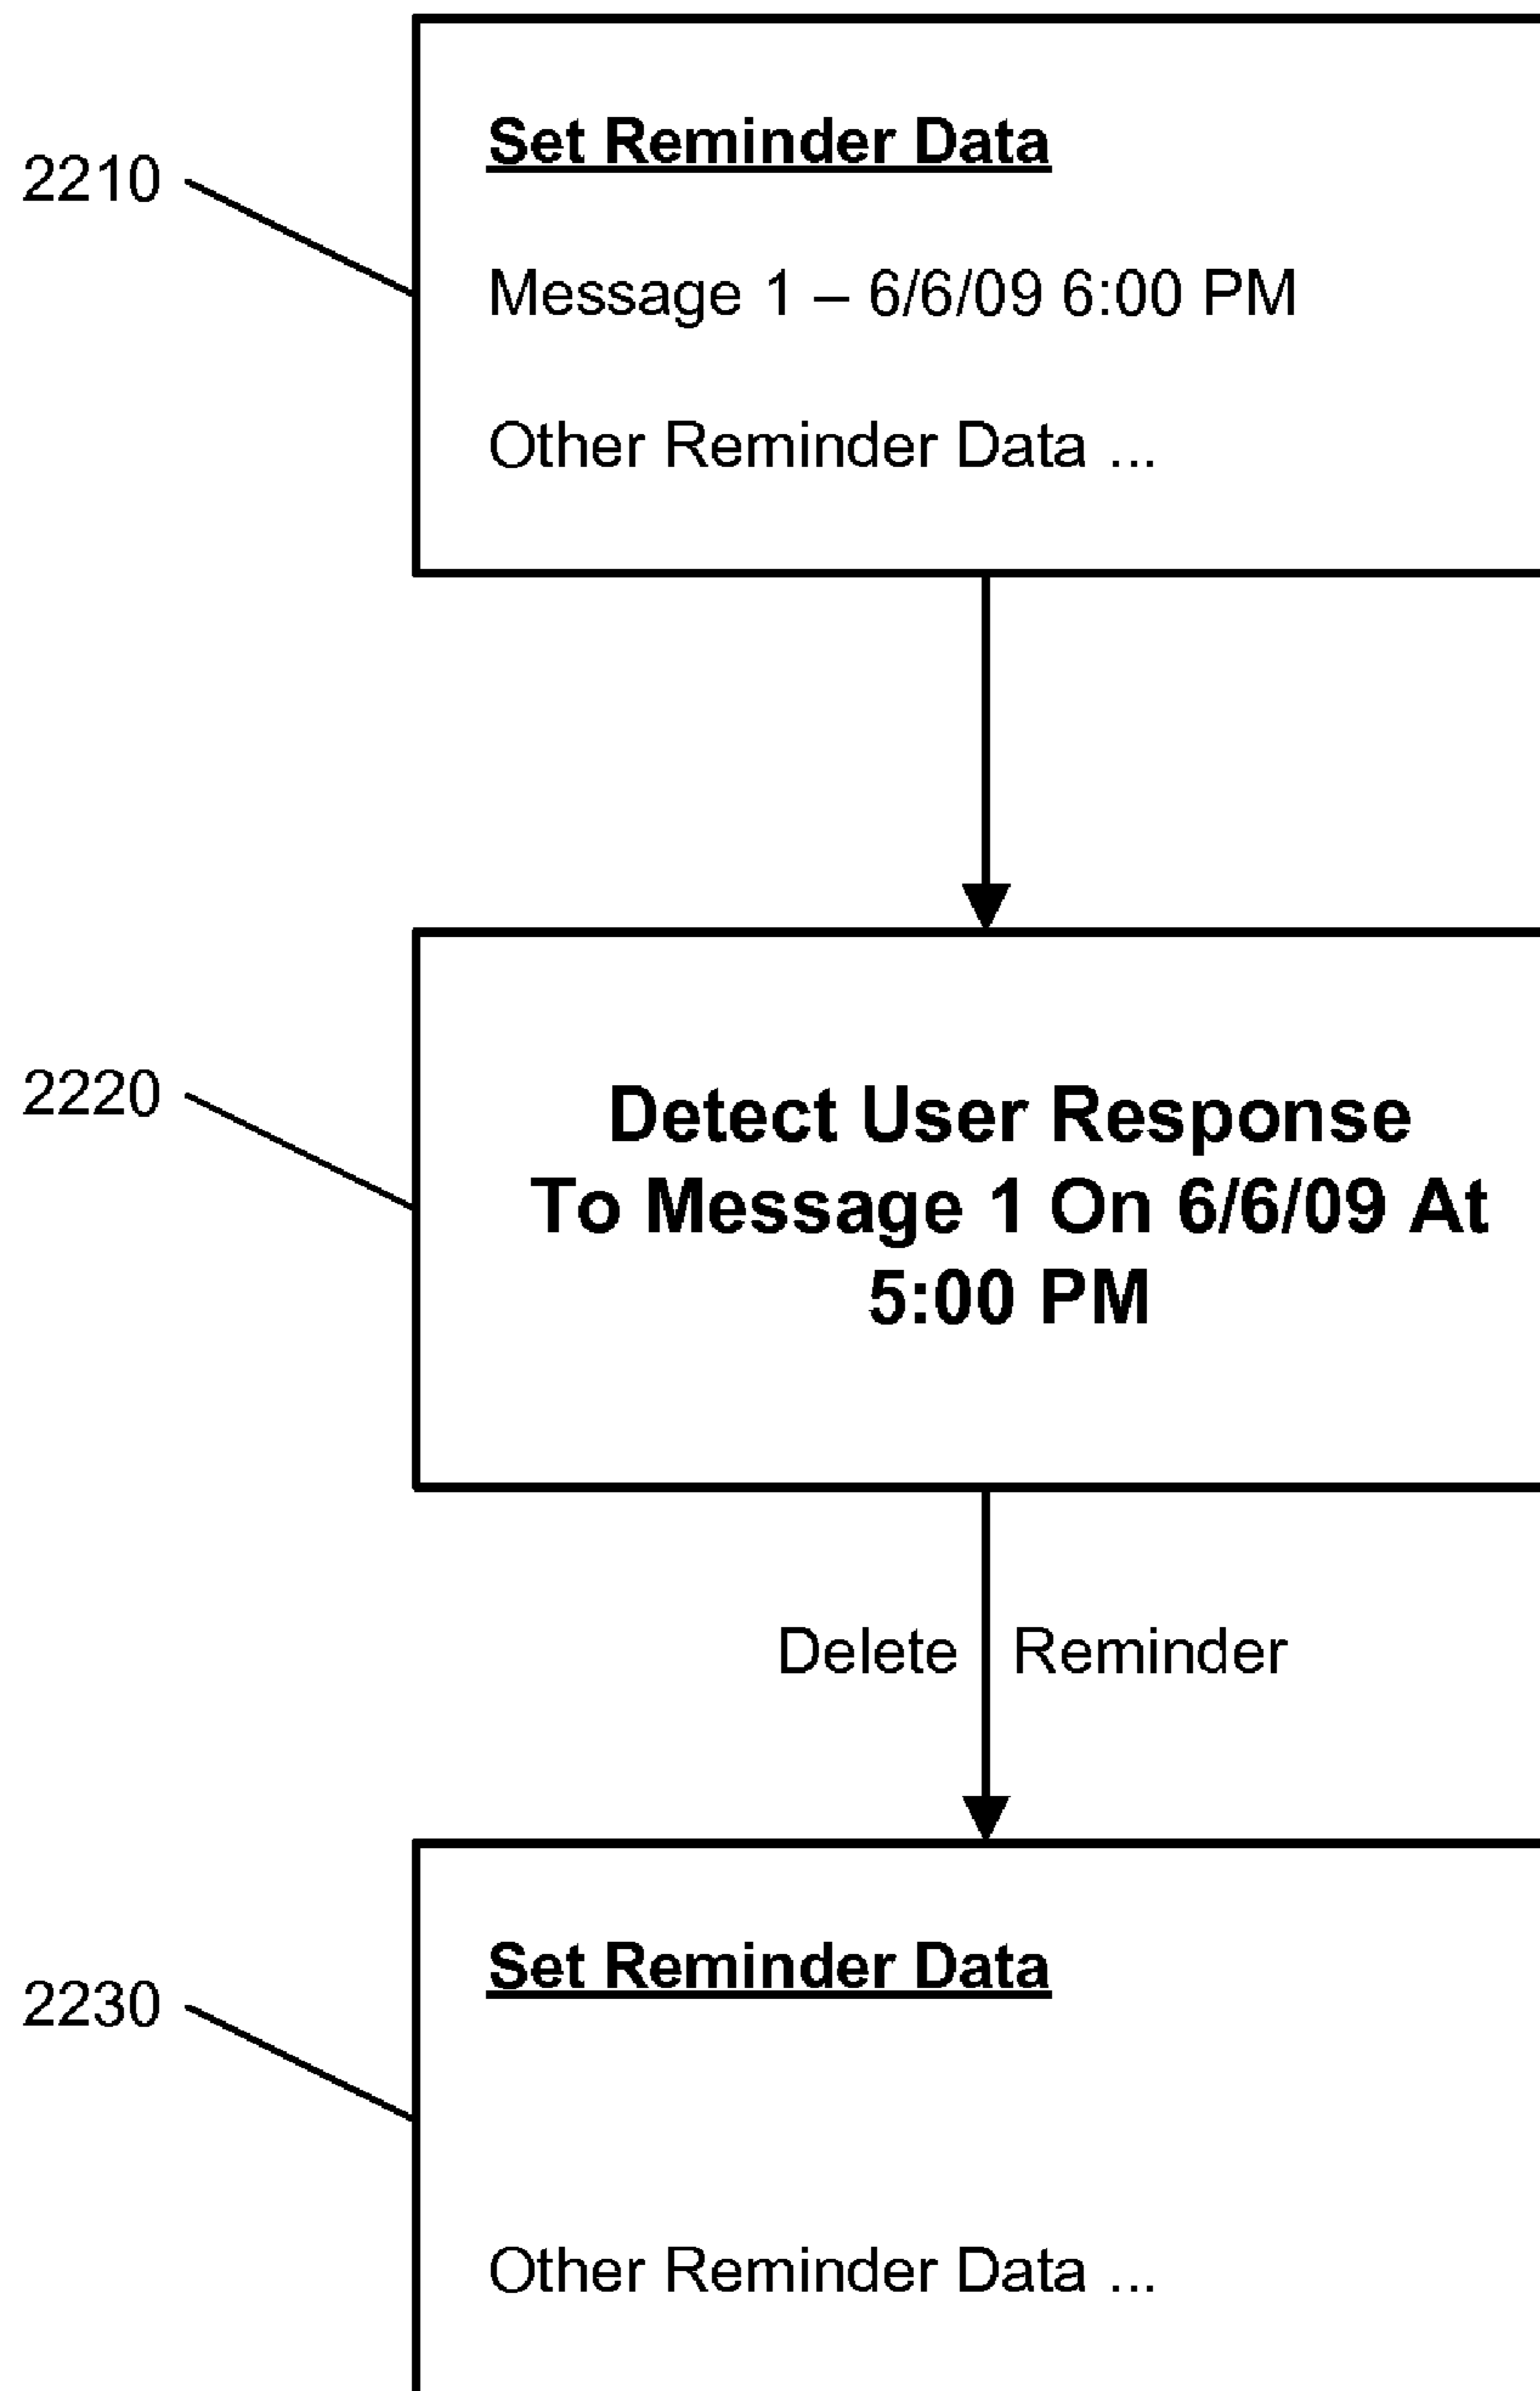 2210
Set Reminder Data
Message 1 – 6/6/09 6:00 PM
Other Reminder Data ...
2220
Detect User Response
To Message 1 On 6/6/09 At
5:00 PM
Delete Reminder
2230
Set Reminder Data
Other Reminder Data ...